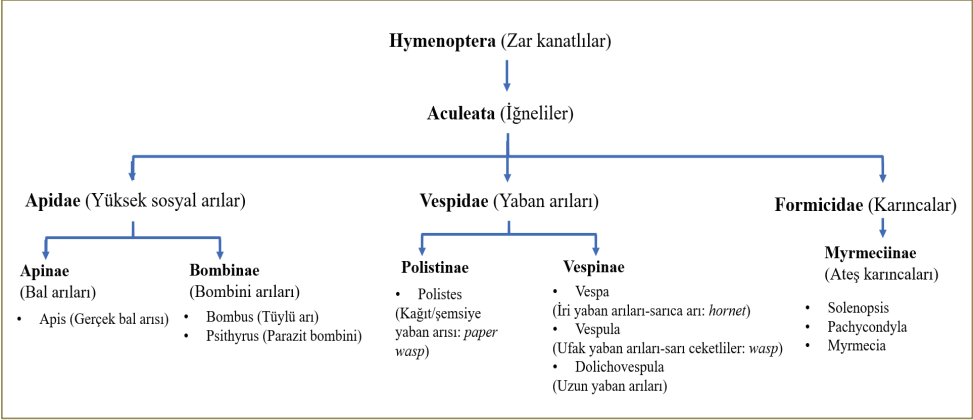 Hymenoptera (Zar kanatlılar)
Aculeata (İğneliler)
Apidae (Yüksek sosyal arılar)
Vespidae (Yaban arıları)
Formicidae (Karıncalar)
Apinae
(Bal arıları)
• Apis (Gerçek bal arısı)
Bombinae
(Bombini arıları)
• Bombus (Tüylü arı)
• Psithyrus (Parazit bombini)
Polistinae
• Polistes
(Kağıt/şemsiye
yaban arısı: paper
wasp)
Vespinae
• Vespa
(İri yaban arıları-sarıca arı: hornet)
• Vespula
(Ufak yaban arıları-sarı ceketliler: wasp)
• Dolichovespula
(Uzun yaban arıları)
Myrmeciinae
(Ateş karıncaları)
• Solenopsis
• Pachycondyla
• Myrmecia